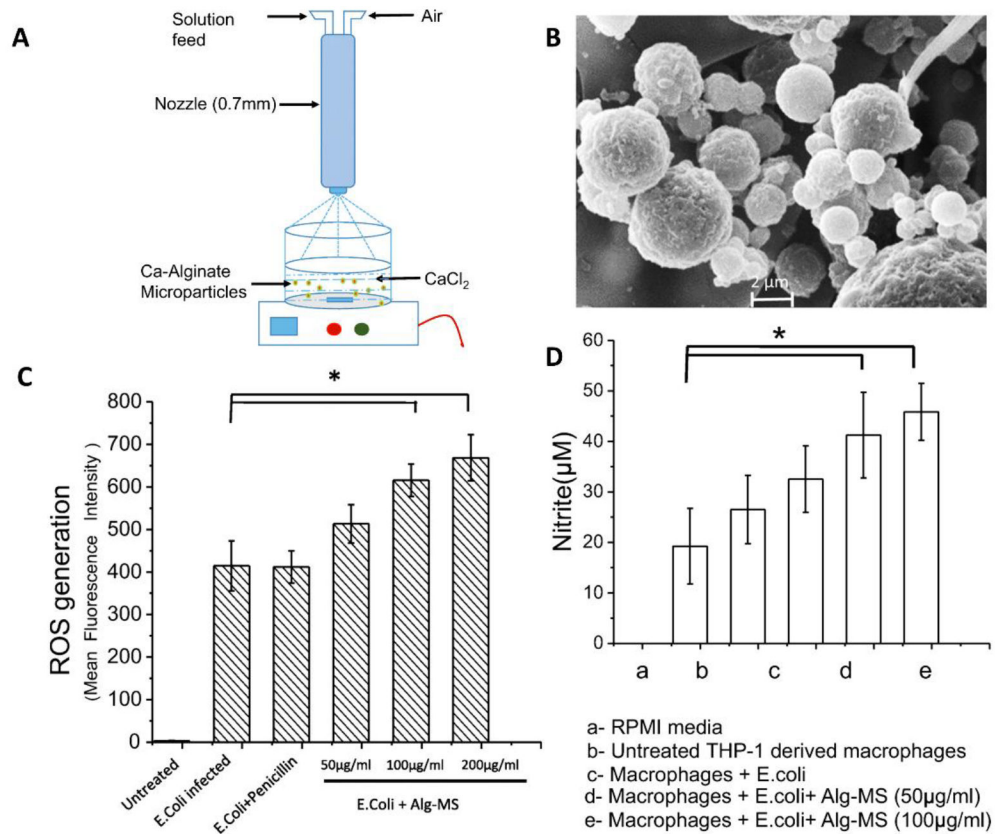 A
Solution
feed
Air
Nozzle (0.7mm)
Ca-Alginate
Microparticles
CaCl₂
B
2 µm
C
*
ROS generation
(Mean Fluorescence Intensity )
800
700
600
500
400
300
200
100
0
Untreated
E.Coli infected
E.Coli+Penicillin
50µg/ml
100µg/ml
200µg/ml
E.Coli + Alg-MS
D
*
Nitrite(µM)
60
50
40
30
20
10
0
a b c d e
a- RPMI media
b- Untreated THP-1 derived macrophages
c- Macrophages + E.coli
d- Macrophages + E.coli+ Alg-MS (50µg/ml)
e- Macrophages + E.coli+ Alg-MS (100µg/ml)